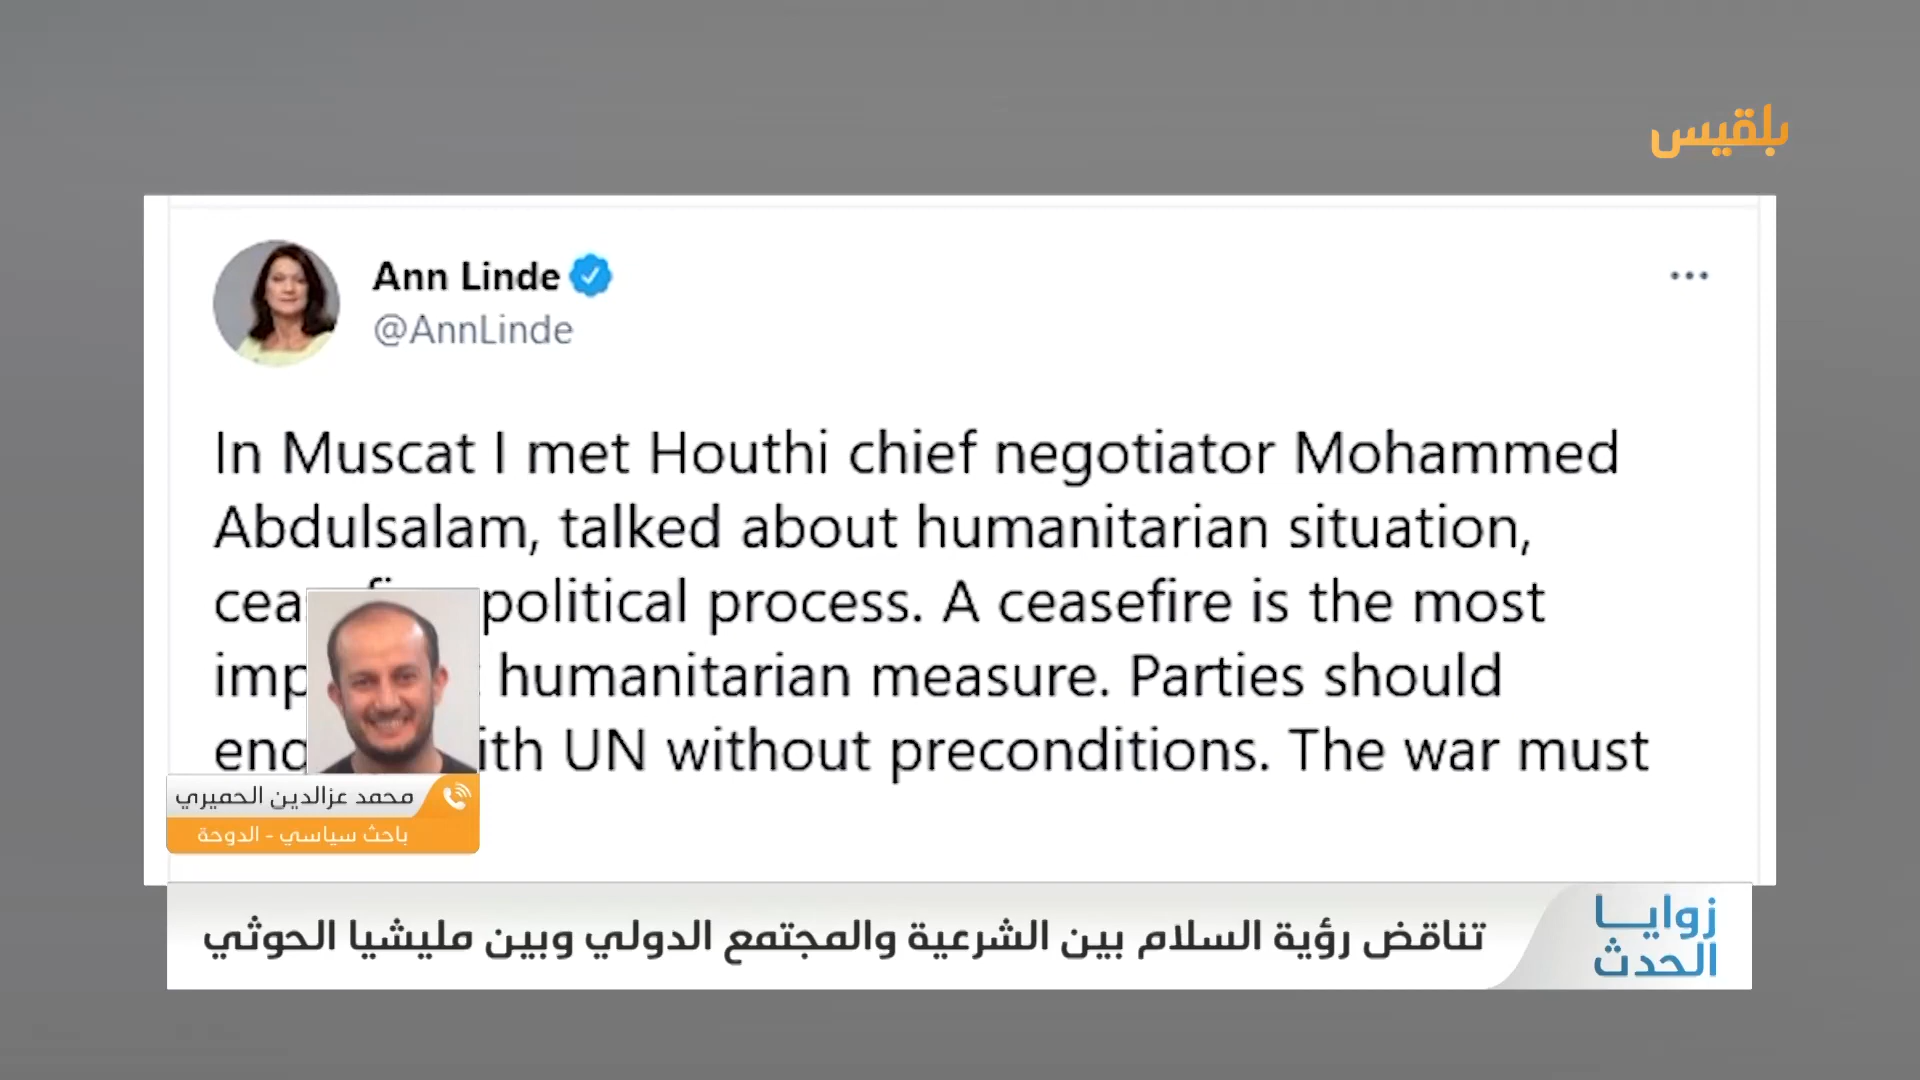 بلقيس
Ann Linde
@AnnLinde
In Muscat I met Houthi chief negotiator Mohammed
Abdulsalam, talked about humanitarian situation,
political process. A ceasefire is the most
humanitarian measure. Parties should
UN without preconditions. The war must
محمد عزالدين الحميري
باحث سياسي - الدوحة
زوايا
الحدث
تناقض رؤية السلام بين الشرعية والمجتمع الدولي وبين مليشيا الحوثي